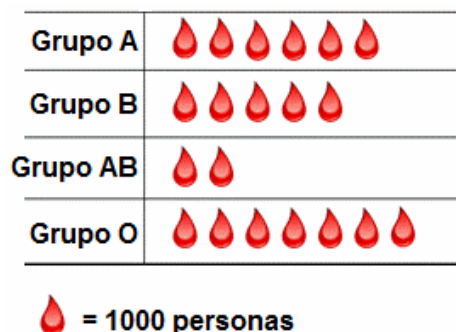 Grupo A
Grupo B
Grupo AB
Grupo O
= 1000 personas